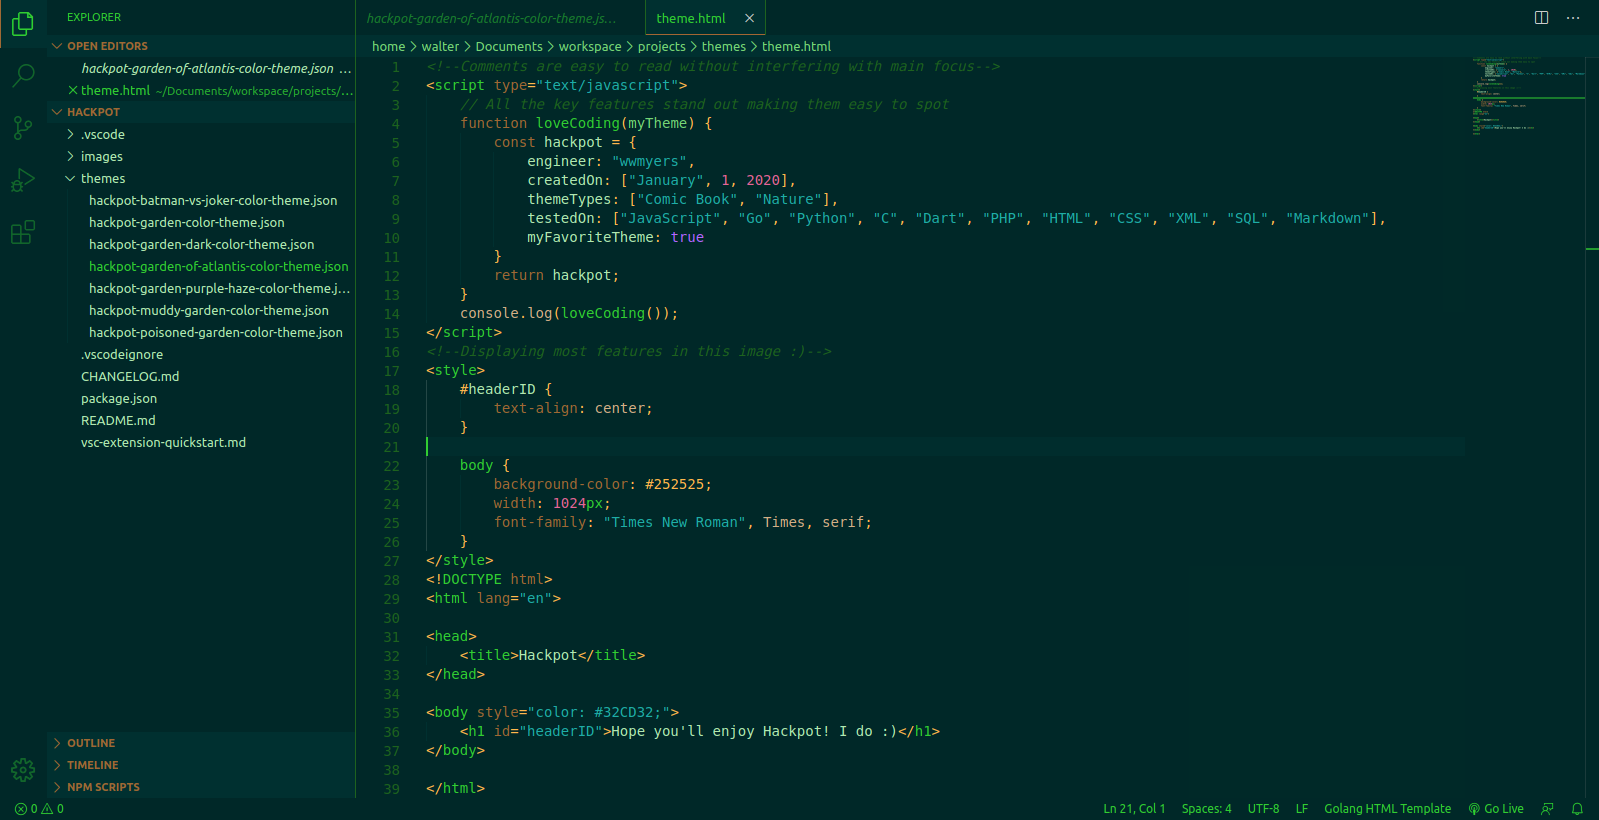 EXPLORER
OPEN EDITORS
hackpot-garden-of-atlantis-color-theme.json ...
theme.html ~/Documents/workspace/projects/...
HACKPOT
.vscode
images
themes
hackpot-batman-vs-joker-color-theme.json
hackpot-garden-color-theme.json
hackpot-garden-dark-color-theme.json
hackpot-garden-of-atlantis-color-theme.json
hackpot-garden-purple-haze-color-theme.j...
hackpot-muddy-garden-color-theme.json
hackpot-poisoned-garden-color-theme.json
.vscodeignore
CHANGELOG.md
package.json
README.md
vsc-extension-quickstart.md
OUTLINE
TIMELINE
NPM SCRIPTS
hackpot-garden-of-atlantis-color-theme.js...
theme.html
home > walter > Documents > workspace > projects > themes > theme.html
1 <!--Comments are easy to read without interfering with main focus-->
2 <script type="text/javascript">
3     // All the key features stand out making them easy to spot
4     function loveCoding(myTheme) {
5         const hackpot = {
6             engineer: "wwmyers",
7             createdOn: ["January", 1, 2020],
8             themeTypes: ["Comic Book", "Nature"],
9             testedOn: ["JavaScript", "Go", "Python", "C", "Dart", "PHP", "HTML", "CSS", "XML", "SQL", "Markdown"],
10             myFavoriteTheme: true
11         }
12         return hackpot;
13     }
14     console.log(loveCoding());
15 </script>
16 <!--Displaying most features in this image :)-->
17 <style>
18     #headerID {
19         text-align: center;
20     }
21
22     body {
23         background-color: #252525;
24         width: 1024px;
25         font-family: "Times New Roman", Times, serif;
26     }
27 </style>
28 <!DOCTYPE html>
29 <html lang="en">
30
31 <head>
32     <title>Hackpot</title>
33 </head>
34
35 <body style="color: #32CD32;">
36     <h1 id="headerID">Hope you'll enjoy Hackpot! I do :)</h1>
37 </body>
38
39 </html>
0 0
Ln 21, Col 1 Spaces: 4 UTF-8 LF Golang HTML Template Go Live